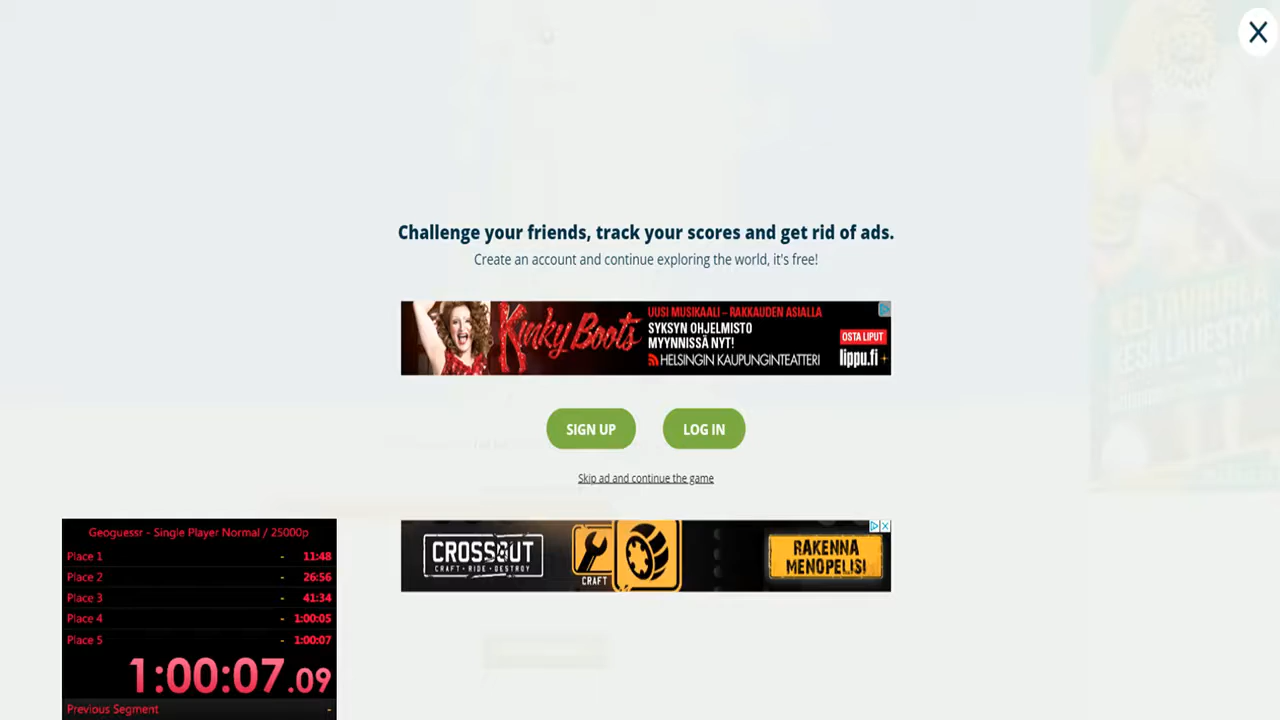 X
Challenge your friends, track your scores and get rid of ads.
Create an account and continue exploring the world, it's free!
Kinky Boots
UUSI MUSIKAALI – RAKKAUDEN ASIALLA
SYKSYN OHJELMISTO
MYYNNISSÄ NYT!
HELSINGIN KAUPUNGINTEATTERI
OSTA LIPUT
lippu.fi
SIGN UP
LOG IN
Skip ad and continue the game
CROSSOUT
CRAFT • RIDE • DESTROY
CRAFT
RAKENNA
MENOPELISI
Geoguessr - Single Player Normal / 25000p
Place 1 - 11:48
Place 2 - 26:56
Place 3 - 41:34
Place 4 - 1:00:05
Place 5 - 1:00:07
1:00:07.09
Previous Segment -